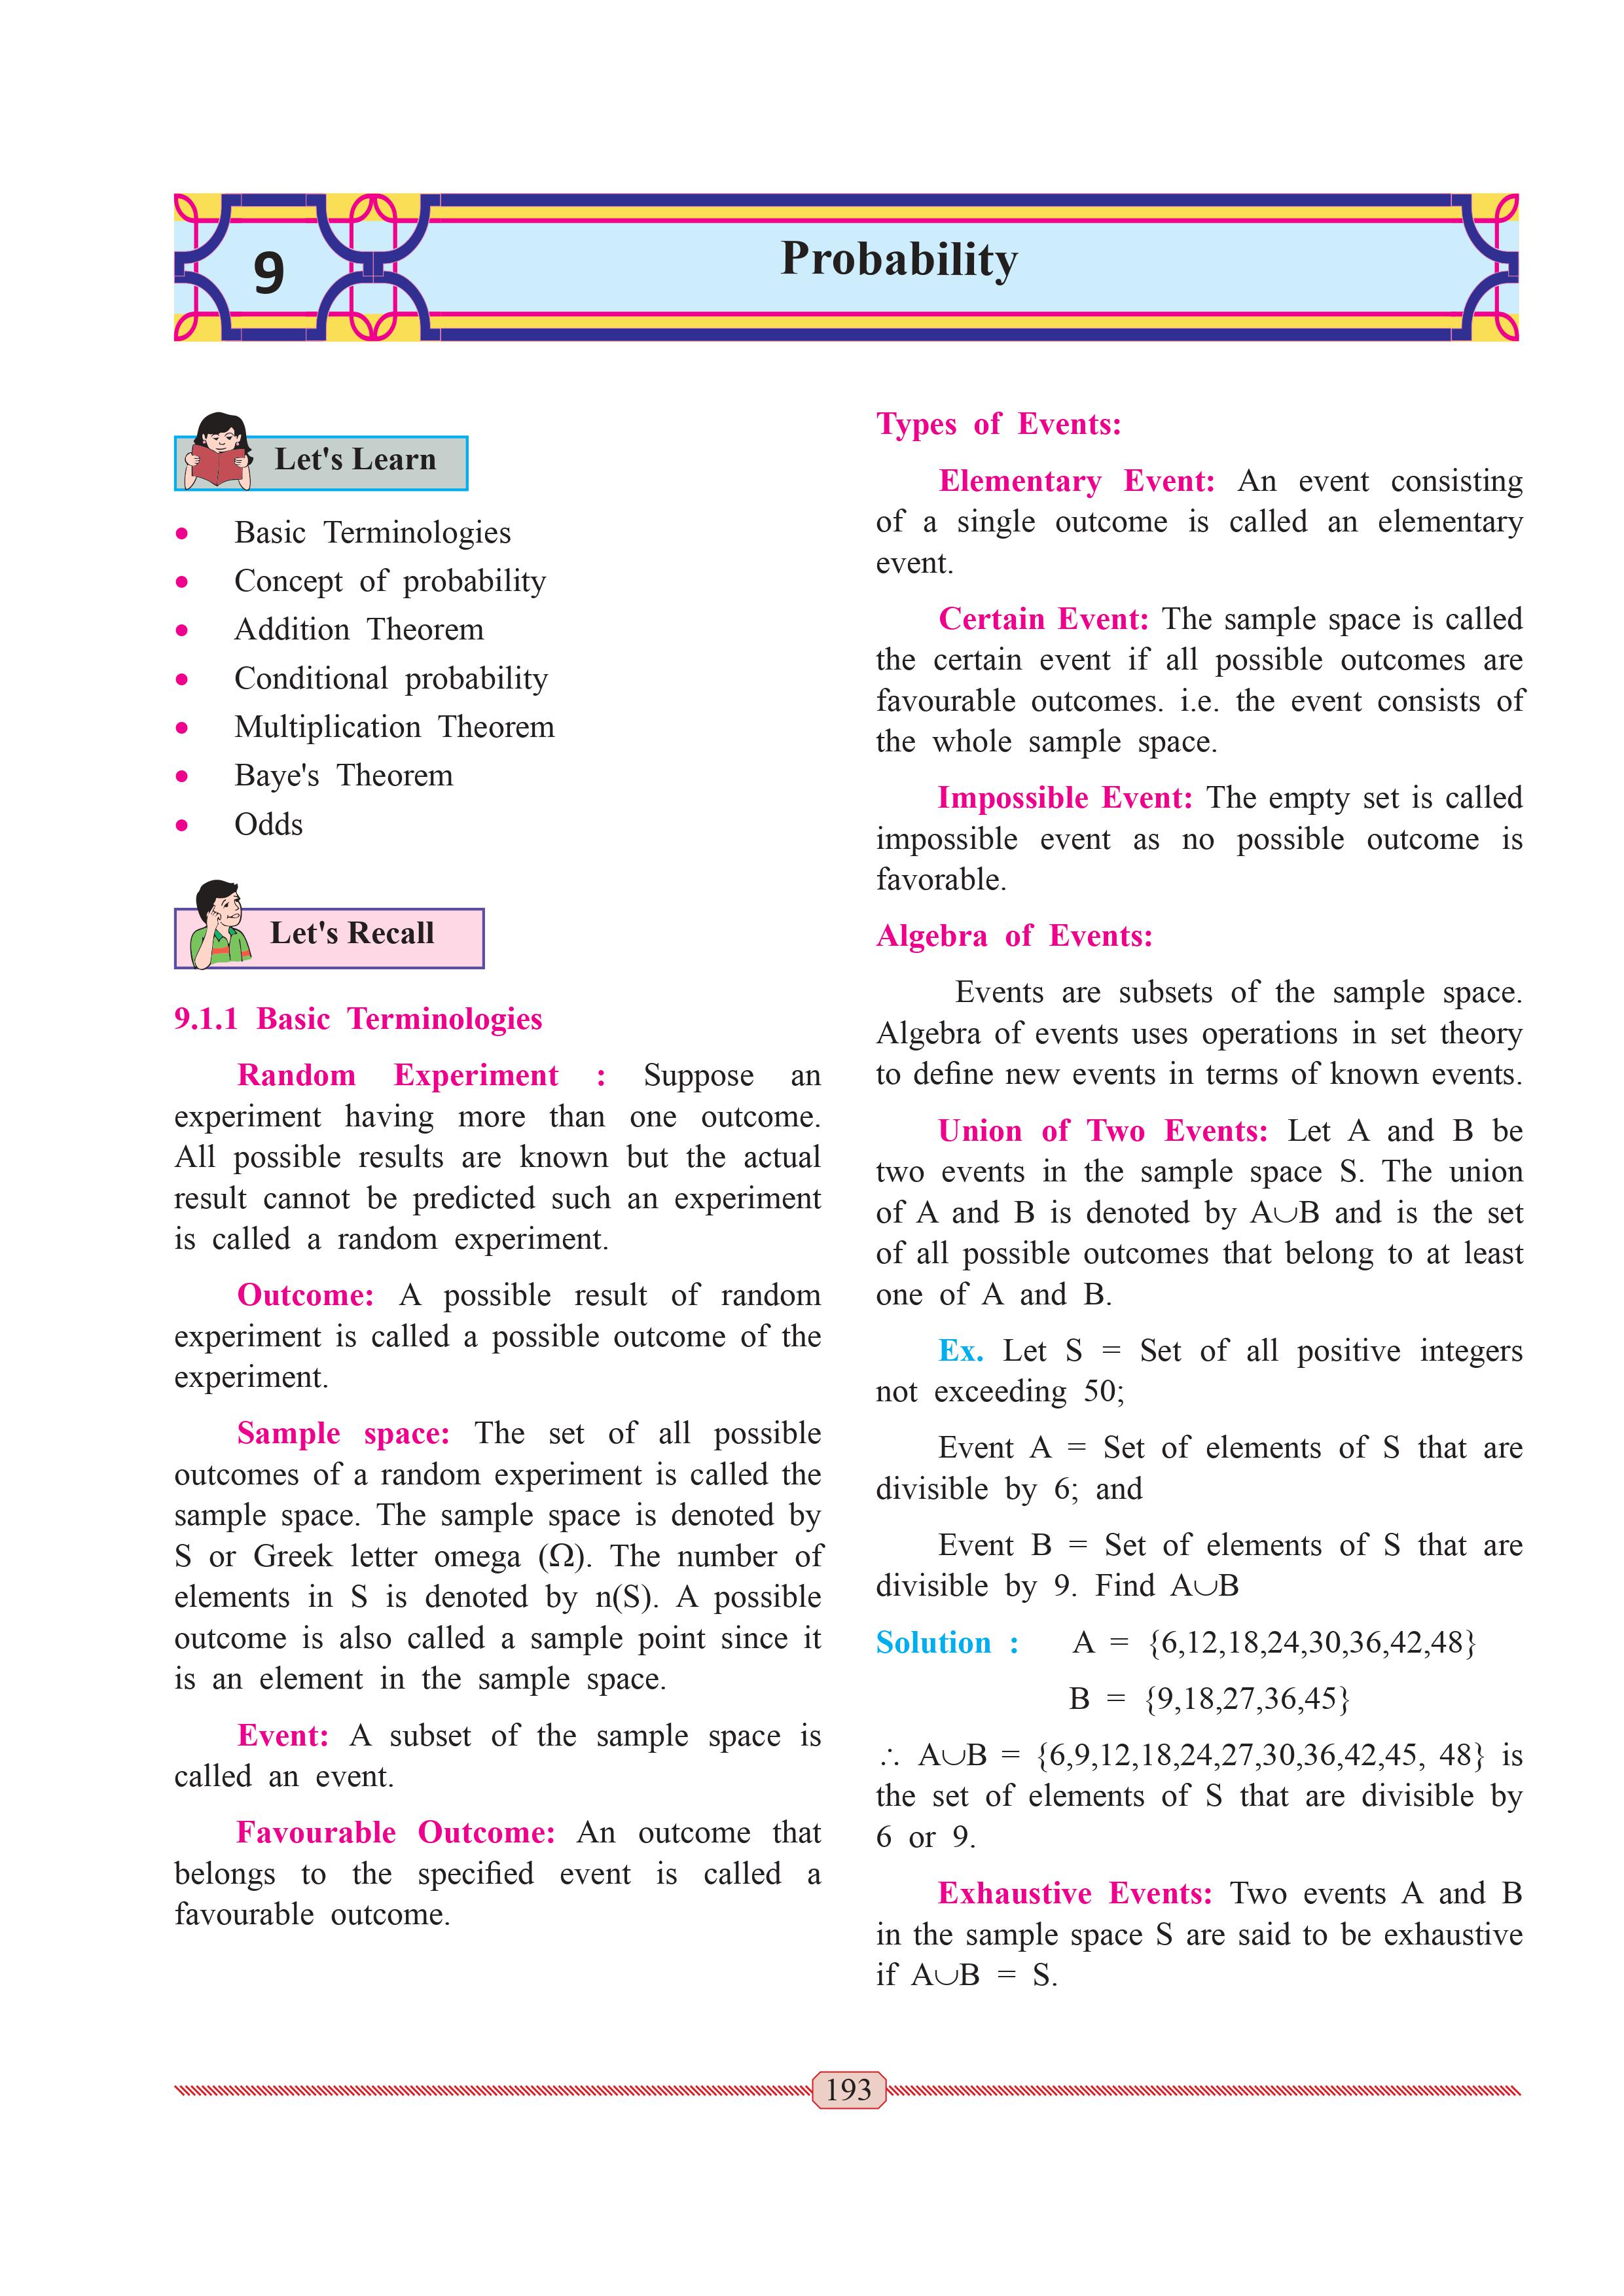 9
Probability
Let's Learn
• Basic Terminologies
• Concept of probability
• Addition Theorem
• Conditional probability
• Multiplication Theorem
• Baye's Theorem
• Odds
Let's Recall
9.1.1 Basic Terminologies
Random Experiment : Suppose an
experiment having more than one outcome.
All possible results are known but the actual
result cannot be predicted such an experiment
is called a random experiment.
Outcome: A possible result of random
experiment is called a possible outcome of the
experiment.
Sample space: The set of all possible
outcomes of a random experiment is called the
sample space. The sample space is denoted by
S or Greek letter omega (Ω). The number of
elements in S is denoted by n(S). A possible
outcome is also called a sample point since it
is an element in the sample space.
Event: A subset of the sample space is
called an event.
Favourable Outcome: An outcome that
belongs to the specified event is called a
favourable outcome.
Types of Events:
Elementary Event: An event consisting
of a single outcome is called an elementary
event.
Certain Event: The sample space is called
the certain event if all possible outcomes are
favourable outcomes. i.e. the event consists of
the whole sample space.
Impossible Event: The empty set is called
impossible event as no possible outcome is
favorable.
Algebra of Events:
Events are subsets of the sample space.
Algebra of events uses operations in set theory
to define new events in terms of known events.
Union of Two Events: Let A and B be
two events in the sample space S. The union
of A and B is denoted by A∪B and is the set
of all possible outcomes that belong to at least
one of A and B.
Ex. Let S = Set of all positive integers
not exceeding 50;
Event A = Set of elements of S that are
divisible by 6; and
Event B = Set of elements of S that are
divisible by 9. Find A∪B
Solution : A = {6,12,18,24,30,36,42,48}
B = {9,18,27,36,45}
∴ A∪B = {6,9,12,18,24,27,30,36,42,45, 48} is
the set of elements of S that are divisible by
6 or 9.
Exhaustive Events: Two events A and B
in the sample space S are said to be exhaustive
if A∪B = S.
193